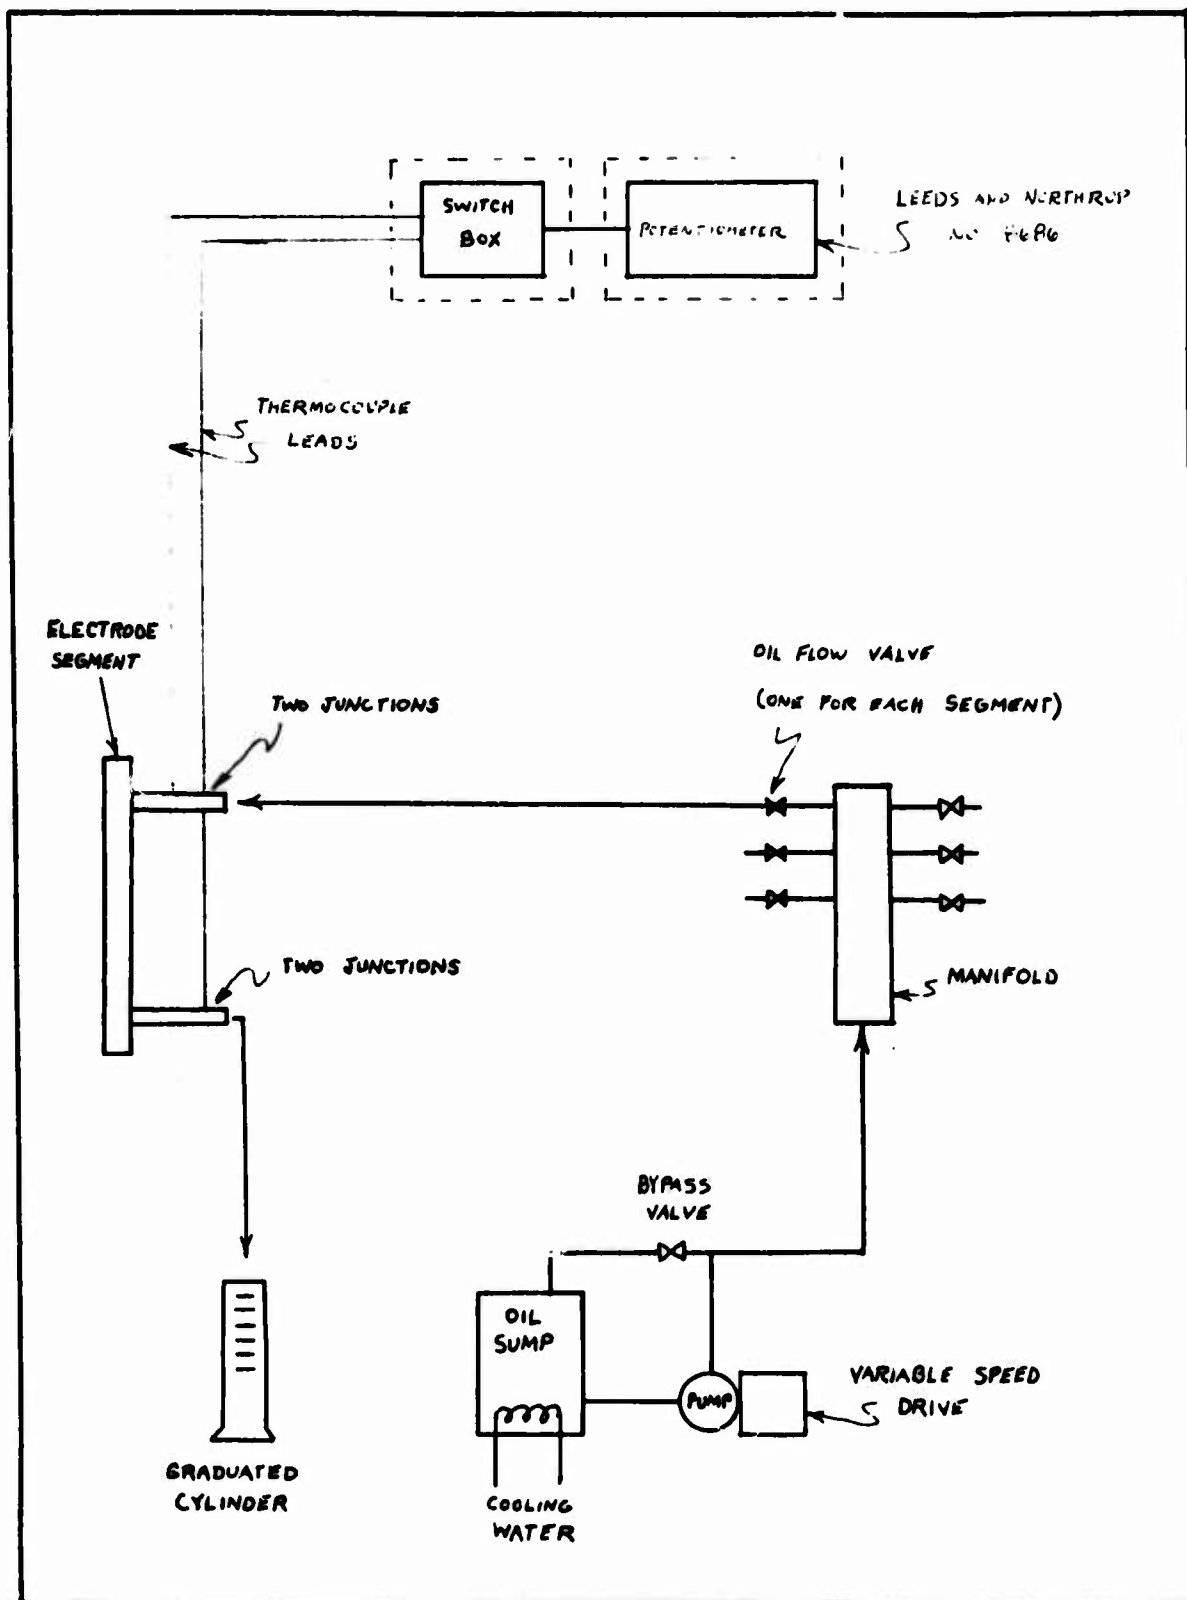 SWITCH
BOX
POTENTIOMETER
LEEDS AND NORTHRUP
NO
THERMOCOUPLE
LEADS
ELECTRODE
SEGMENT
TWO JUNCTIONS
OIL FLOW VALVE
(ONE FOR EACH SEGMENT)
TWO JUNCTIONS
MANIFOLD
BYPASS
VALVE
OIL
SUMP
PUMP
VARIABLE SPEED
DRIVE
GRADUATED
CYLINDER
COOLING
WATER